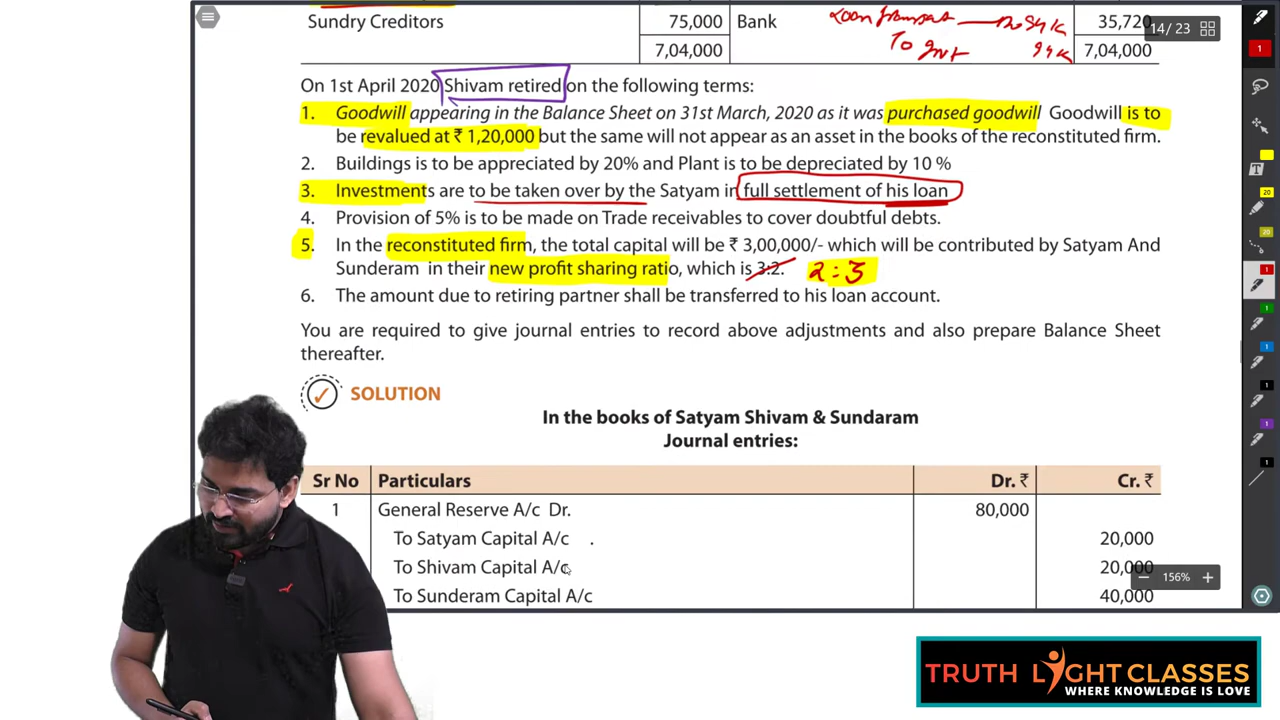 Sundry Creditors 75,000 Bank 35,720
7,04,000 7,04,000
To
14 / 23
On 1st April 2020 Shivam retired on the following terms:
1. Goodwill appearing in the Balance Sheet on 31st March, 2020 as it was purchased goodwill Goodwill is to
be revalued at ₹ 1,20,000 but the same will not appear as an asset in the books of the reconstituted firm.
2. Buildings is to be appreciated by 20% and Plant is to be depreciated by 10 %
3. Investments are to be taken over by the Satyam in full settlement of his loan
4. Provision of 5% is to be made on Trade receivables to cover doubtful debts.
5. In the reconstituted firm, the total capital will be ₹ 3,00,000/- which will be contributed by Satyam And
Sunderam in their new profit sharing ratio, which is 3:2. 2:3
6. The amount due to retiring partner shall be transferred to his loan account.
You are required to give journal entries to record above adjustments and also prepare Balance Sheet
thereafter.
SOLUTION
In the books of Satyam Shivam & Sundaram
Journal entries:
Sr No Particulars Dr. ₹ Cr. ₹
1 General Reserve A/c Dr. 80,000
To Satyam Capital A/c . 20,000
To Shivam Capital A/c 20,000
To Sunderam Capital A/c 40,000
156%
1
T
20
20
1
1
1
1
1
1
TRUTH LIGHT CLASSES
WHERE KNOWLEDGE IS LOVE